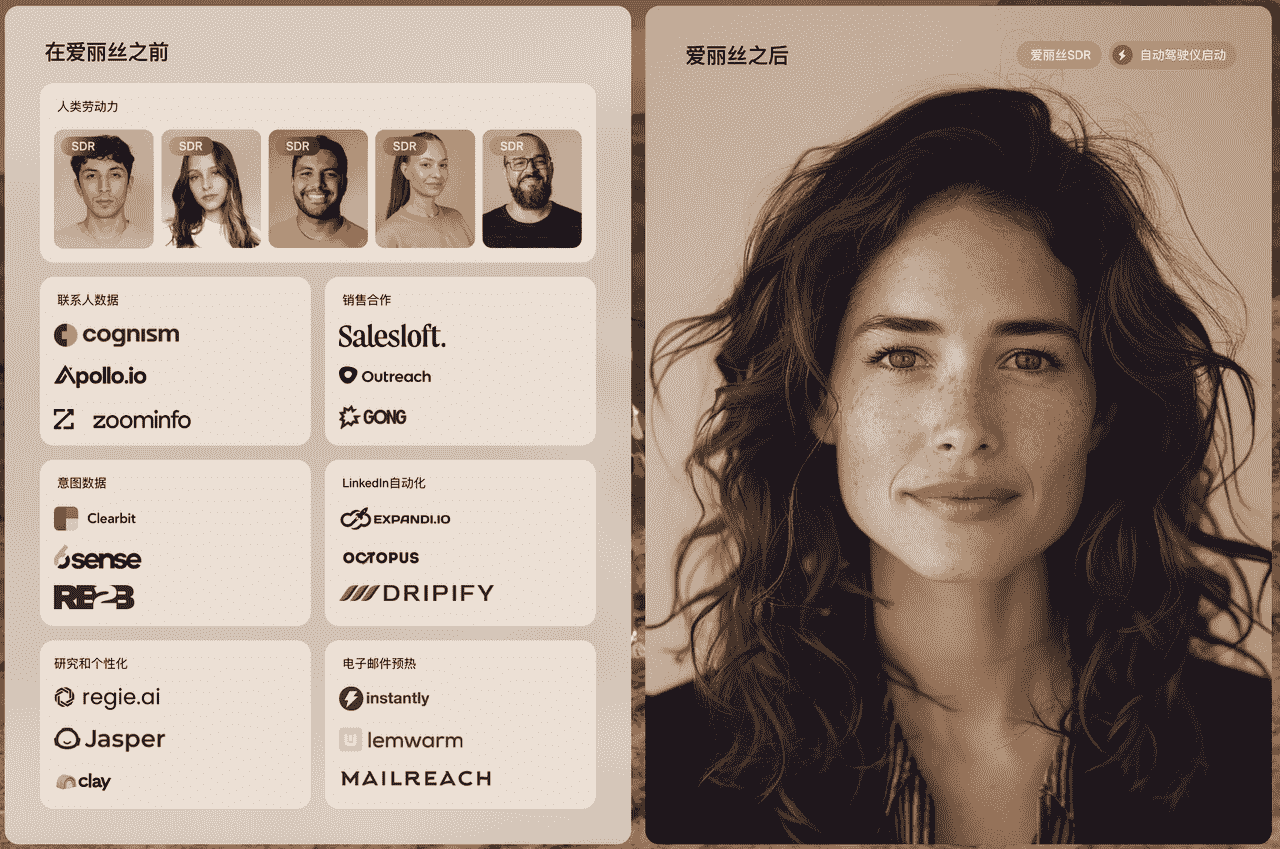 在爱丽丝之前
人类劳动力
SDR
SDR
SDR
SDR
SDR
联系人数据
cognism
Apollo.io
zoominfo
销售合作
Salesloft.
Outreach
GONG
意图数据
Clearbit
6sense
REB2B
LinkedIn自动化
EXPANDI.IO
OCTOPUS
DRIPIFY
研究和个性化
regie.ai
Jasper
clay
电子邮件预热
instantly
lemwarm
MAILREACH
爱丽丝之后
爱丽丝SDR
自动驾驶仪启动